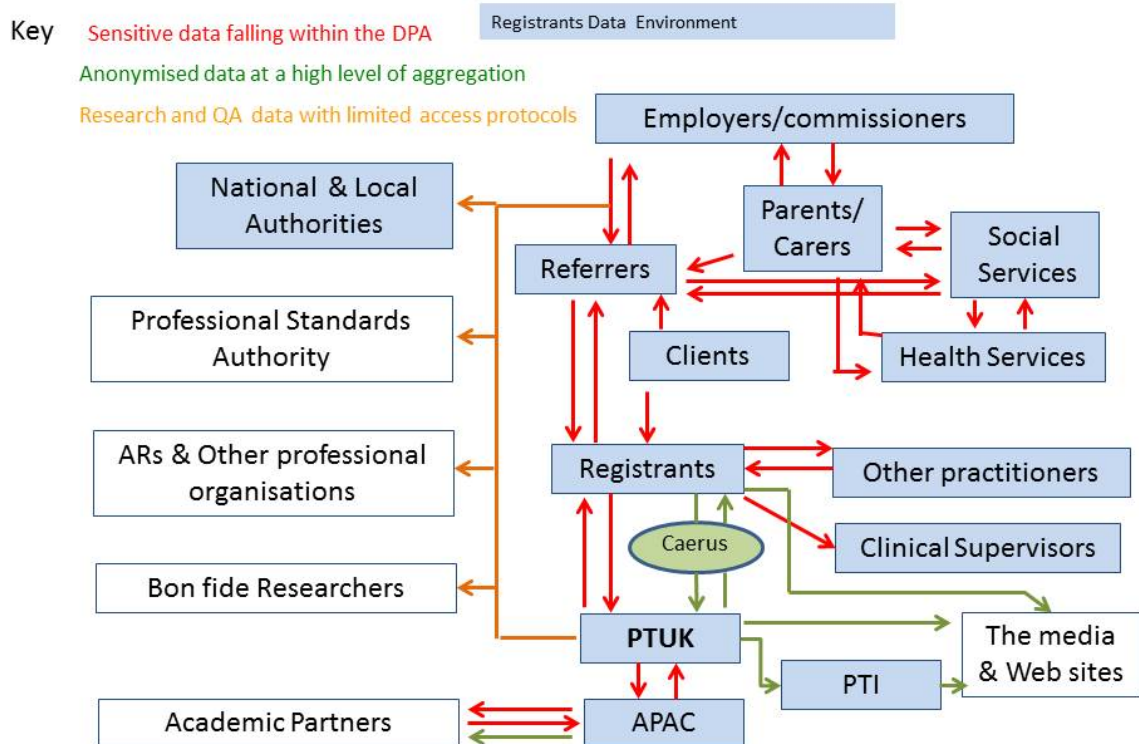 Key
Sensitive data falling within the DPA
Registrants Data Environment
Anonymised data at a high level of aggregation
Research and QA data with limited access protocols
Employers/commissioners
National & Local
Authorities
Parents/
Carers
Social
Services
Referrers
Professional Standards
Authority
Clients
Health Services
ARs & Other professional
organisations
Registrants
Other practitioners
Caerus
Clinical Supervisors
Bon fide Researchers
PTUK
The media
& Web sites
PTI
Academic Partners
APAC